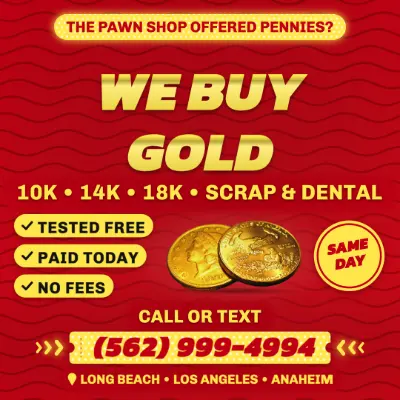 THE PAWN SHOP OFFERED PENNIES?
WE BUY
GOLD
10K • 14K • 18K • SCRAP & DENTAL
✓ TESTED FREE
✓ PAID TODAY
✓ NO FEES
SAME
DAY
CALL OR TEXT
(562) 999-4994
LONG BEACH • LOS ANGELES • ANAHEIM